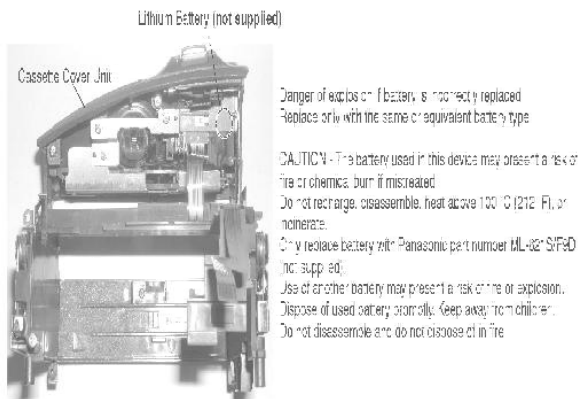 Lithium Battery (not supplied)
Cassette Cover Unit
Danger of explosion if battery is incorrectly replaced
Replace only with the same or equivalent battery type
CAUTION - The battery used in this device may present a risk of
fire or chemical burn if mistreated
Do not recharge, disassemble, heat above 100 °C (212 F), or
incinerate.
Only replace battery with Panasonic part number
(not supplied).
Use of another battery may present a risk of fire or explosion.
Dispose of used battery promptly. Keep away from children.
Do not disassemble and do not dispose of in fire